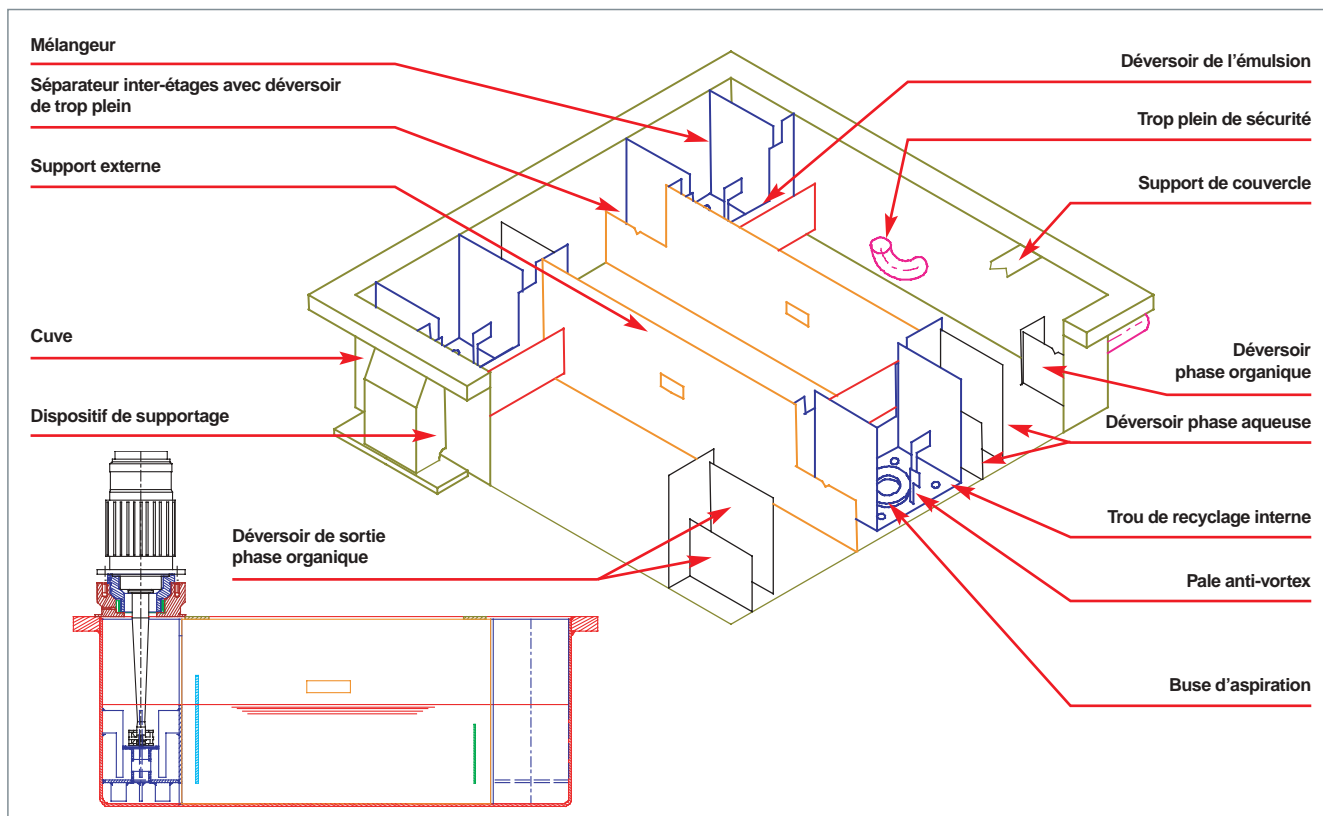 Mélangeur
Séparateur inter-étages avec déversoir
de trop plein
Support externe
Cuve
Dispositif de supportage
Déversoir de sortie
phase organique
Déversoir de l'émulsion
Trop plein de sécurité
Support de couvercle
Déversoir
phase organique
Déversoir phase aqueuse
Trou de recyclage interne
Pale anti-vortex
Buse d'aspiration